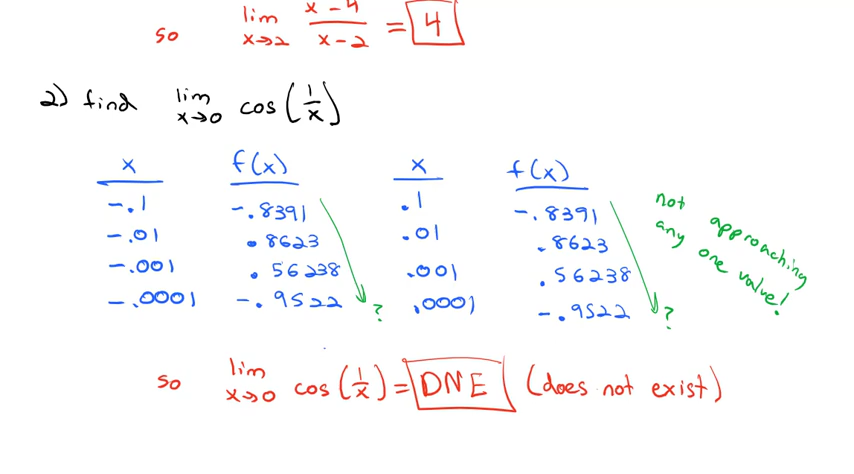 so lim x→2 x-4 / x-2 = 4
2) find lim x→0 cos(1/x)
x f(x) x f(x)
-.1 -.8391 .1 -.8391
-.01 .8623 .01 .8623
-.001 .56238 .001 .56238
-.0001 -.9522 ? .0001 -.9522 ?
not approaching
any one value!
so lim x→0 cos(1/x) = DNE (does not exist)